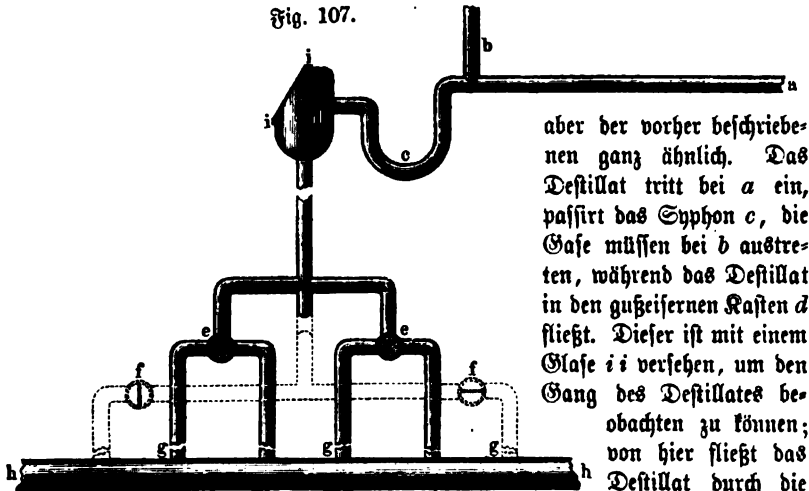 Fig. 107.
i
b
a
i
c
aber der vorher beschriebe-
nen ganz ähnlich. Das
Destillat tritt bei a ein,
passirt das Syphon c, die
Gase müssen bei b austre-
ten, während das Destillat
in den gußeisernen Kasten d
fließt. Dieser ist mit einem
Glase i i versehen, um den
Gang des Destillates be-
obachten zu können;
von hier fließt das
Destillat durch die
e
e
f
f
g
g
g
h
h